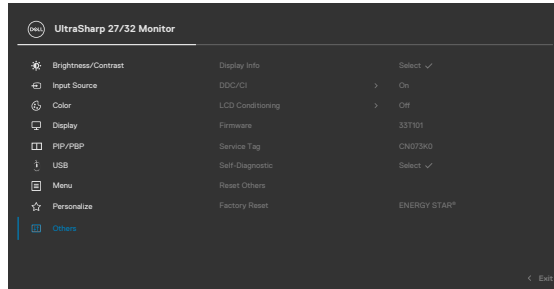 DELL UltraSharp 27/32 Monitor
Brightness/Contrast Display Info Select ✓
Input Source DDC/CI > On
Color LCD Conditioning > Off
Display Firmware 33T101
PIP/PBP Service Tag CN073K0
USB Self-Diagnostic Select ✓
Menu Reset Others
Personalize Factory Reset ENERGY STAR®
Others
< Exit